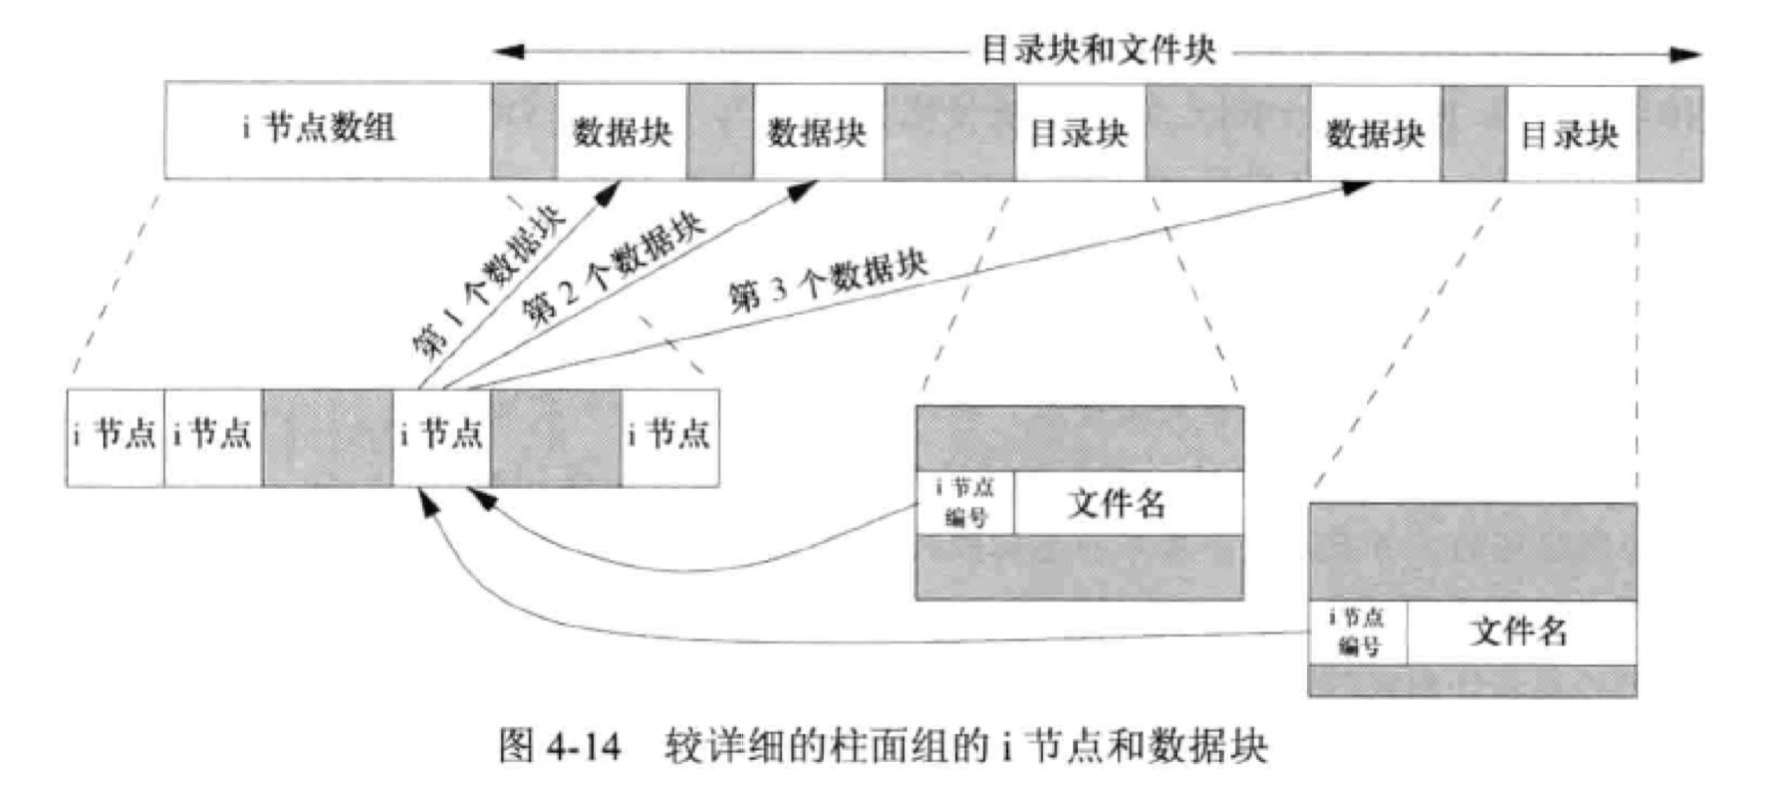 目录块和文件块
i 节点数组
数据块
数据块
目录块
数据块
目录块
第 1 个数据块
第 2 个数据块
第 3 个数据块
i 节点
i 节点
i 节点
i 节点
i 节点
编号
文件名
i 节点
编号
文件名
图 4-14 较详细的柱面组的 i 节点和数据块